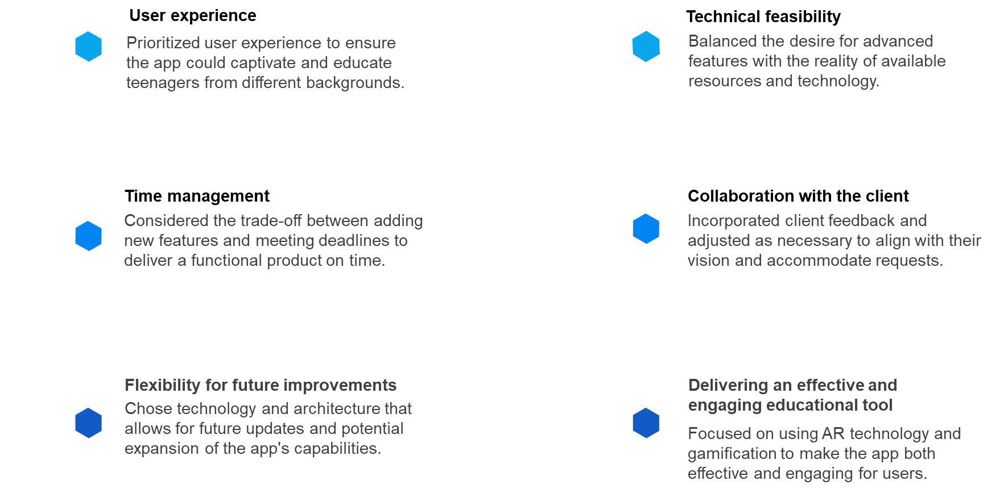 User experience
Prioritized user experience to ensure
the app could captivate and educate
teenagers from different backgrounds.
Technical feasibility
Balanced the desire for advanced
features with the reality of available
resources and technology.
Time management
Considered the trade-off between adding
new features and meeting deadlines to
deliver a functional product on time.
Collaboration with the client
Incorporated client feedback and
adjusted as necessary to align with their
vision and accommodate requests.
Flexibility for future improvements
Chose technology and architecture that
allows for future updates and potential
expansion of the app's capabilities.
Delivering an effective and
engaging educational tool
Focused on using AR technology and
gamification to make the app both
effective and engaging for users.